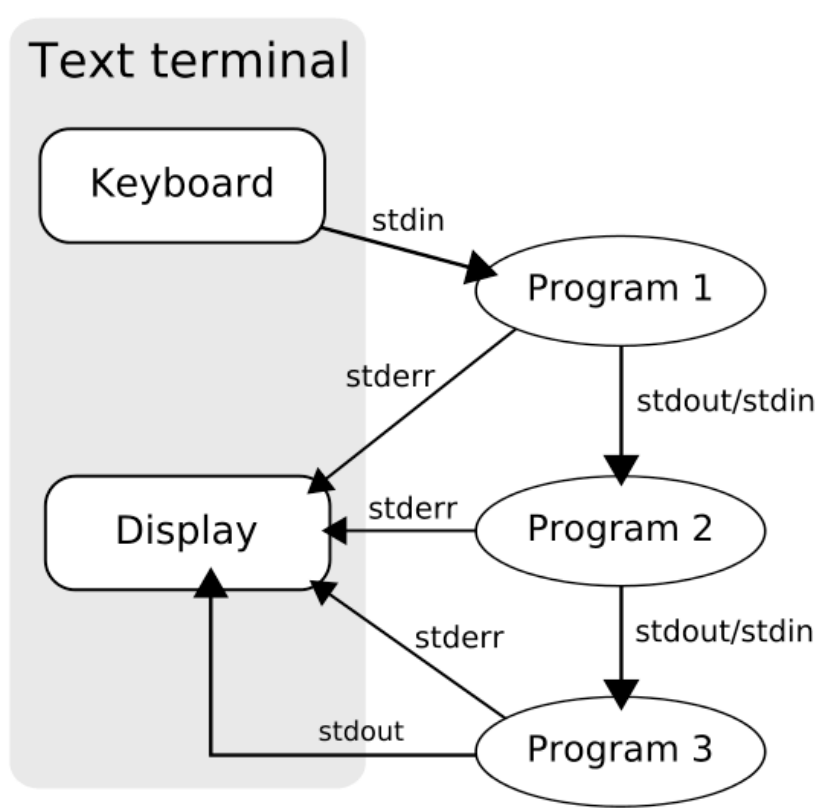 Text terminal
Keyboard
stdin
Program 1
stderr
stdout/stdin
Display
stderr
Program 2
stderr
stdout/stdin
stdout
Program 3